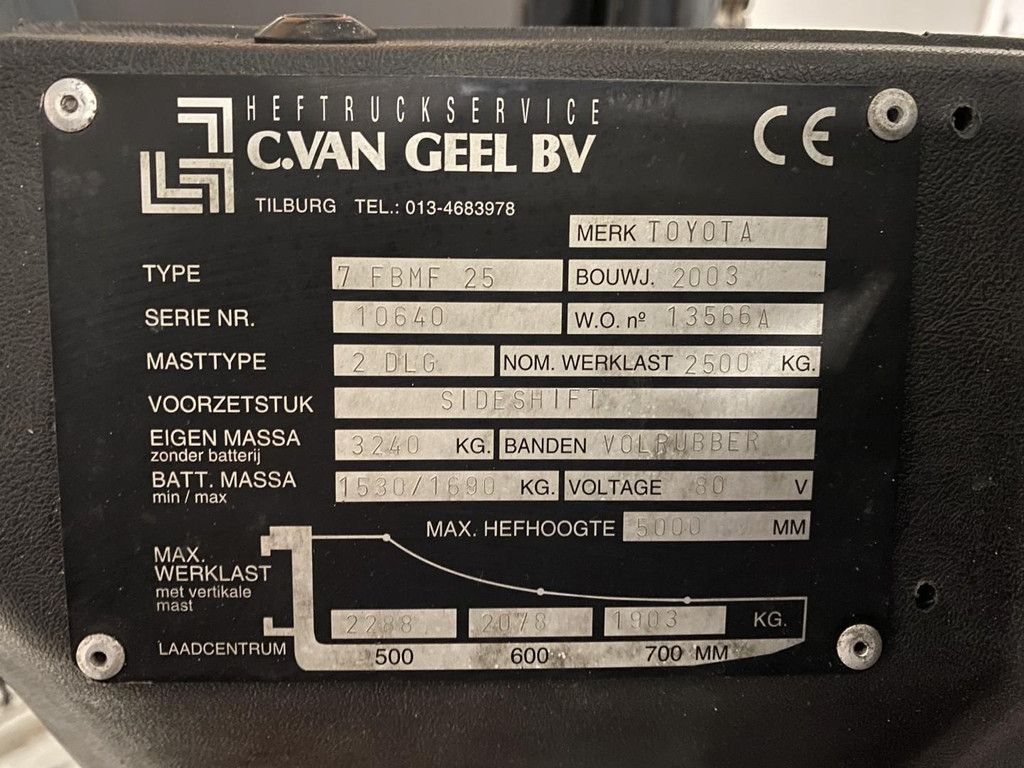 HEFTRUCKSERVICE
C.VAN GEEL BV
CE
TILBURG TEL.: 013-4683978
MERK TOYOTA
TYPE 7 FBMF 25 BOUWJ. 2003
SERIE NR. 10640 W.O. nº 13566A
MASTTYPE 2 DLG NOM. WERKLAST 2500 KG.
VOORZETSTUK SIDESHIFT
EIGEN MASSA 3240 KG. BANDEN VOLRUBBER
zonder batterij
BATT. MASSA 1530/1690 KG. VOLTAGE 80 V
min / max
MAX. HEFHOOGTE 5000 MM
MAX.
WERKLAST
met vertikale
mast
2288 2078 1903 KG.
LAADCENTRUM 500 600 700 MM